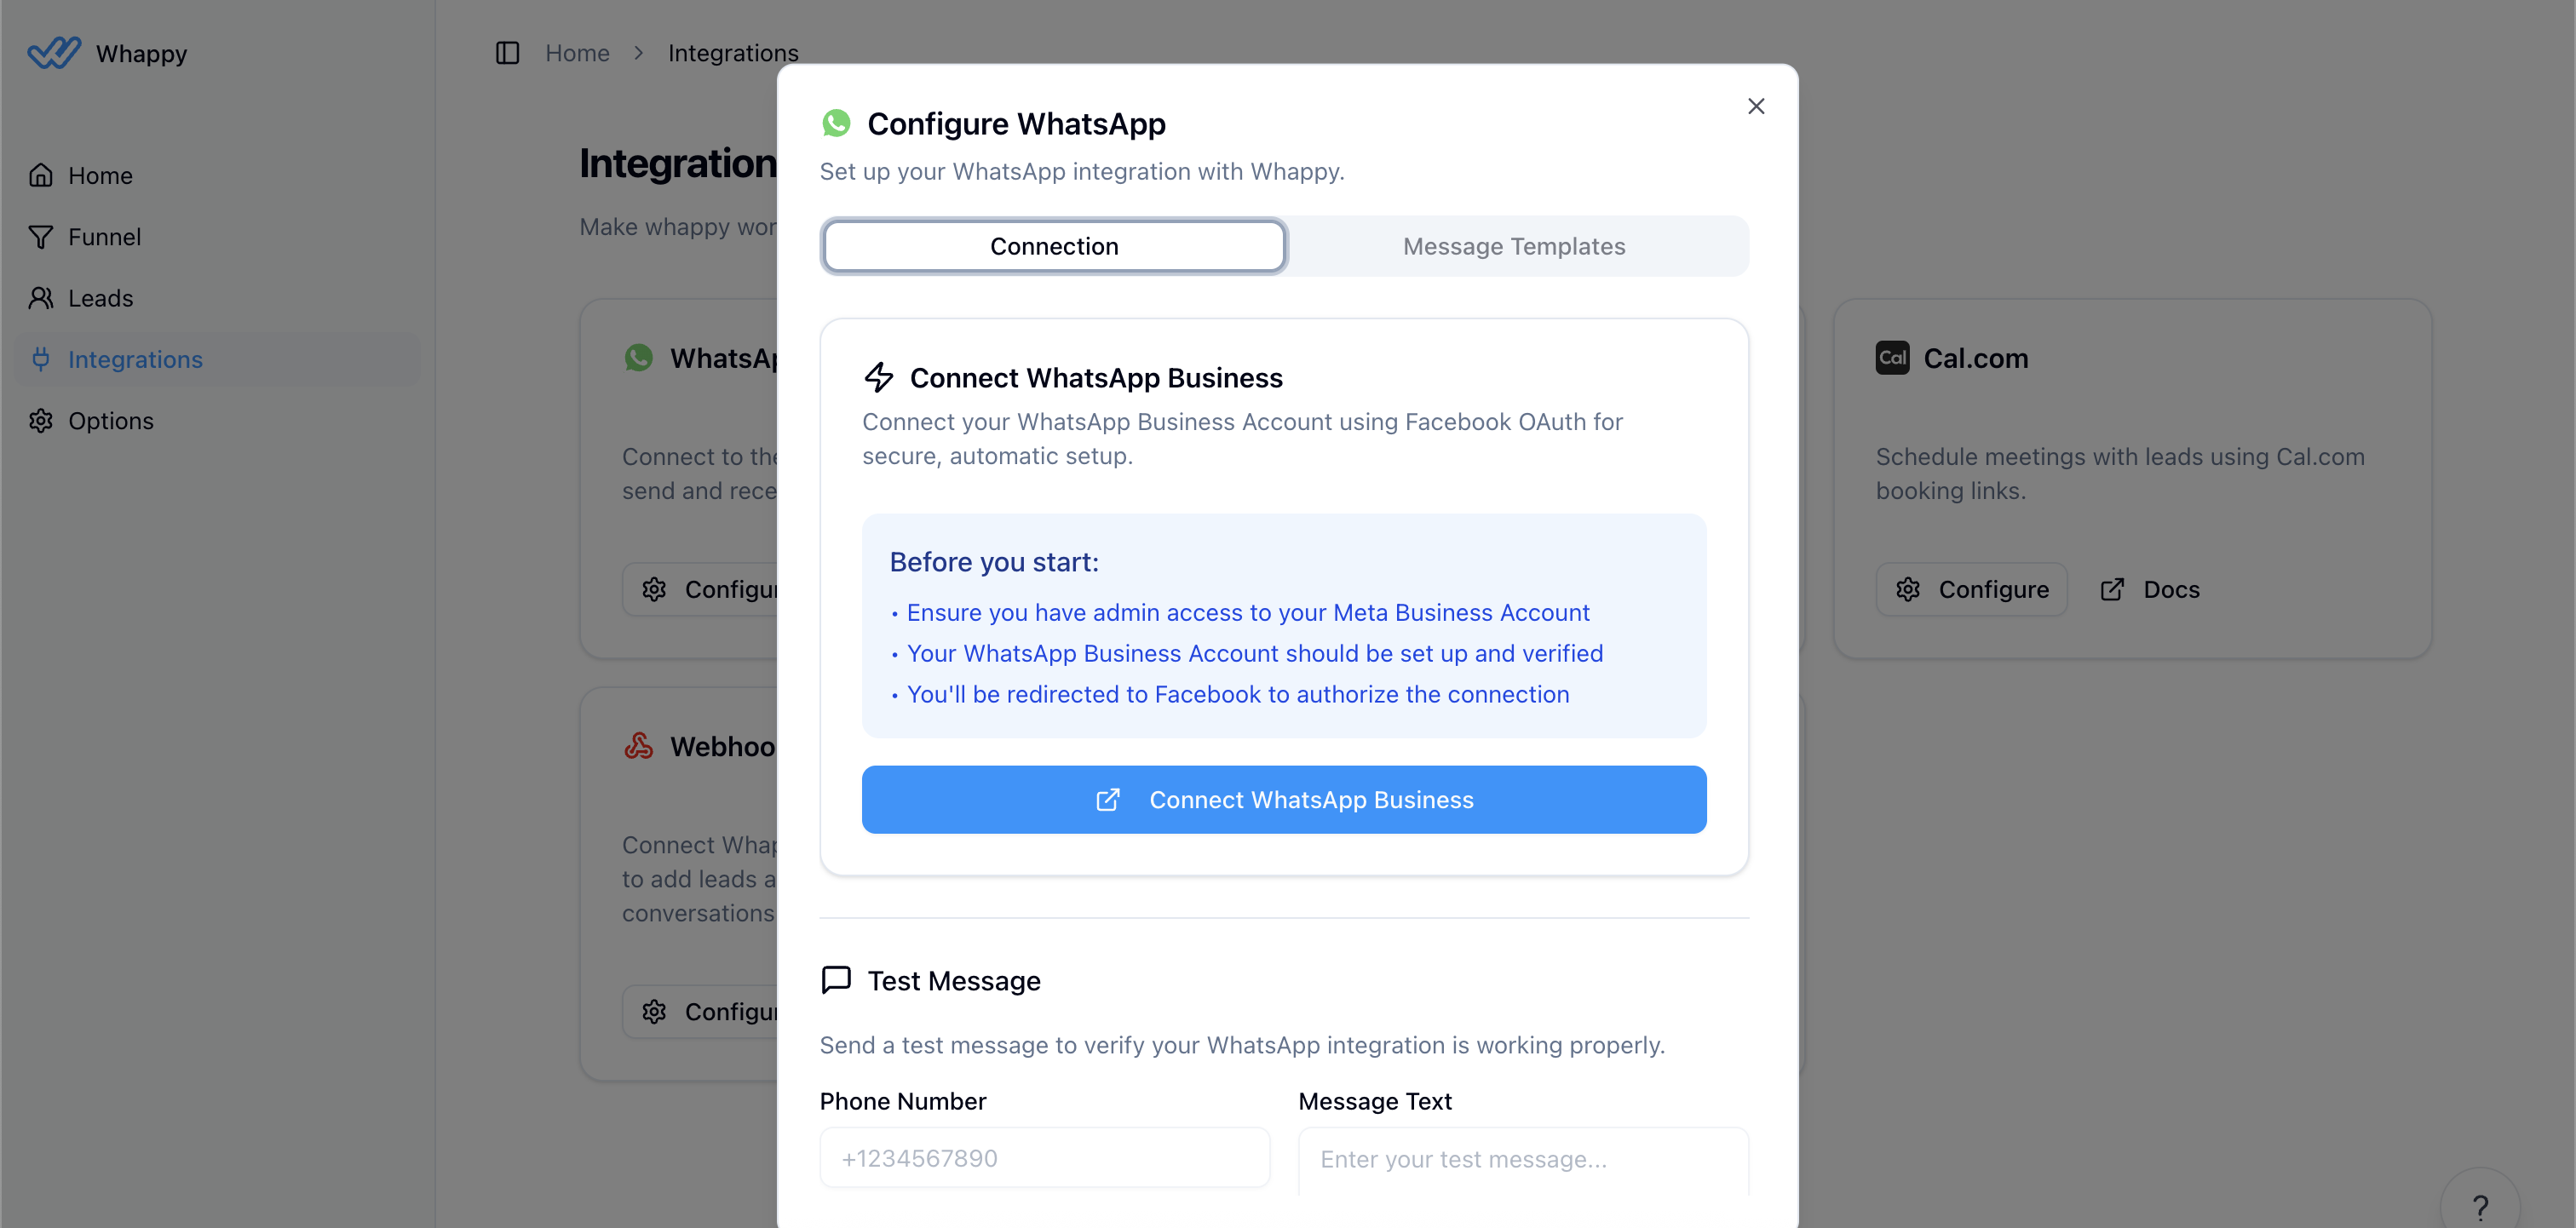 Whappy
Home
Funnel
Leads
Integrations
Options
Home > Integrations
Integration
Make whappy wor
WhatsAp
Connect to the
send and rece
Configur
Webhoo
Connect Whap
to add leads a
conversations
Configur
Cal Cal.com
Schedule meetings with leads using Cal.com
booking links.
Configure
Docs
Configure WhatsApp
Set up your WhatsApp integration with Whappy.
Connection
Message Templates
Connect WhatsApp Business
Connect your WhatsApp Business Account using Facebook OAuth for
secure, automatic setup.
Before you start:
• Ensure you have admin access to your Meta Business Account
• Your WhatsApp Business Account should be set up and verified
• You'll be redirected to Facebook to authorize the connection
Connect WhatsApp Business
Test Message
Send a test message to verify your WhatsApp integration is working properly.
Phone Number
Message Text
+1234567890
Enter your test message...
?